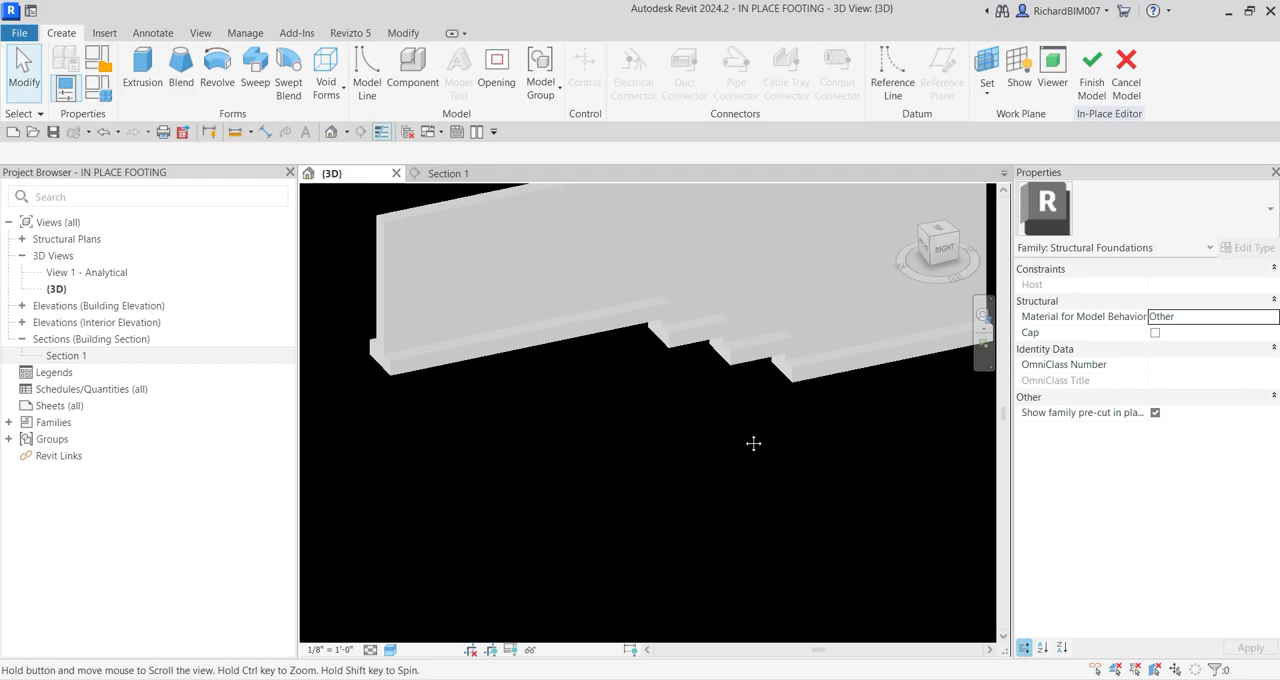 Autodesk Revit 2024.2 - IN PLACE FOOTING - 3D View: {3D}
RichardBIM007
File Create Insert Annotate View Manage Add-Ins Revizto 5 Modify
Modify Extrusion Blend Revolve Sweep Swept Blend Void Forms Model Line Component Model Text Opening Model Group Control Electrical Connector Duct Connector Pipe Connector Cable Tray Connector Conduit Connector Reference Line Reference Plane Set Show Viewer Finish Model Cancel Model
Select Properties Forms Model Control Connectors Datum Work Plane In-Place Editor
Project Browser - IN PLACE FOOTING
Search
Views (all)
Structural Plans
3D Views
View 1 - Analytical
{3D}
Elevations (Building Elevation)
Elevations (Interior Elevation)
Sections (Building Section)
Section 1
Legends
Schedules/Quantities (all)
Sheets (all)
Families
Groups
Revit Links
{3D}
Section 1
RIGHT
1/8" = 1'-0"
Properties
R
Family: Structural Foundations
Edit Type
Constraints
Host
Structural
Material for Model Behavior Other
Cap
Identity Data
OmniClass Number
OmniClass Title
Other
Show family pre-cut in pla...
Apply
Hold button and move mouse to Scroll the view. Hold Ctrl key to Zoom. Hold Shift key to Spin.
:0